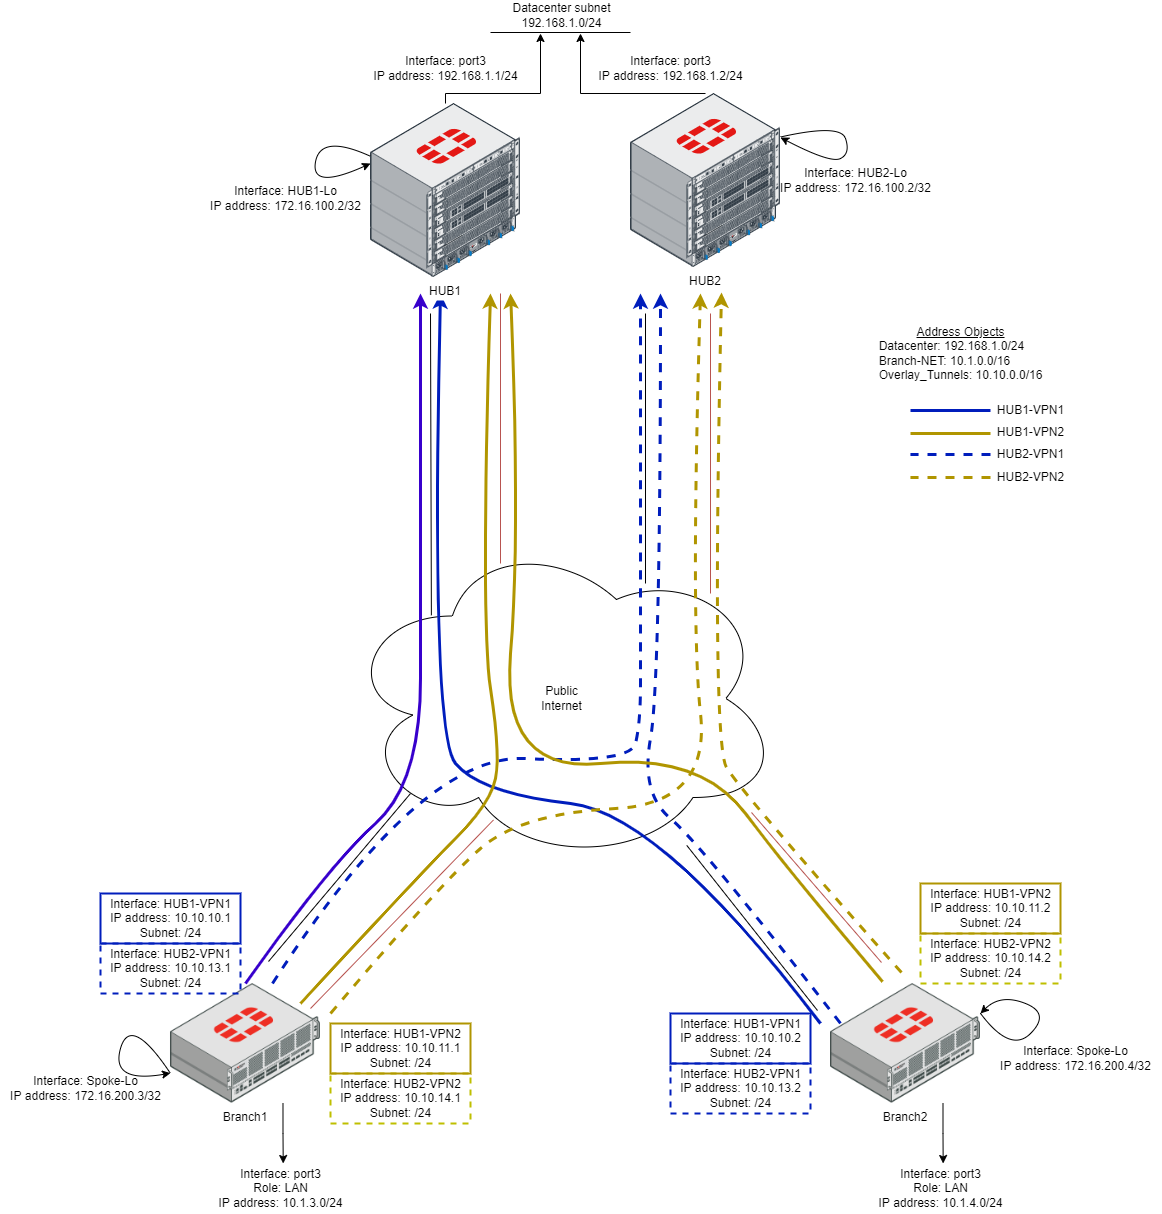 Datacenter subnet
192.168.1.0/24
Interface: port3
IP address: 192.168.1.1/24
Interface: port3
IP address: 192.168.1.2/24
Interface: HUB1-Lo
IP address: 172.16.100.2/32
Interface: HUB2-Lo
IP address: 172.16.100.2/32
HUB1
HUB2
Address Objects
Datacenter: 192.168.1.0/24
Branch-NET: 10.1.0.0/16
Overlay_Tunnels: 10.10.0.0/16
HUB1-VPN1
HUB1-VPN2
HUB2-VPN1
HUB2-VPN2
Public
Internet
Interface: HUB1-VPN1
IP address: 10.10.10.1
Subnet: /24
Interface: HUB2-VPN1
IP address: 10.10.13.1
Subnet: /24
Interface: HUB1-VPN2
IP address: 10.10.11.2
Subnet: /24
Interface: HUB2-VPN2
IP address: 10.10.14.2
Subnet: /24
Interface: HUB1-VPN2
IP address: 10.10.11.1
Subnet: /24
Interface: HUB2-VPN2
IP address: 10.10.14.1
Subnet: /24
Interface: HUB1-VPN1
IP address: 10.10.10.2
Subnet: /24
Interface: HUB2-VPN1
IP address: 10.10.13.2
Subnet: /24
Interface: Spoke-Lo
IP address: 172.16.200.3/32
Interface: Spoke-Lo
IP address: 172.16.200.4/32
Branch1
Branch2
Interface: port3
Role: LAN
IP address: 10.1.3.0/24
Interface: port3
Role: LAN
IP address: 10.1.4.0/24